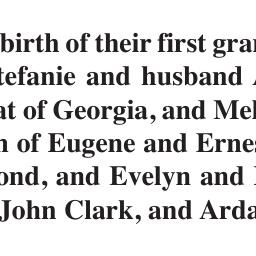 birth of their first gra
tefanie and husband
at of Georgia, and Mel
n of Eugene and Ernes
ond, and Evelyn and
John Clark, and Arda